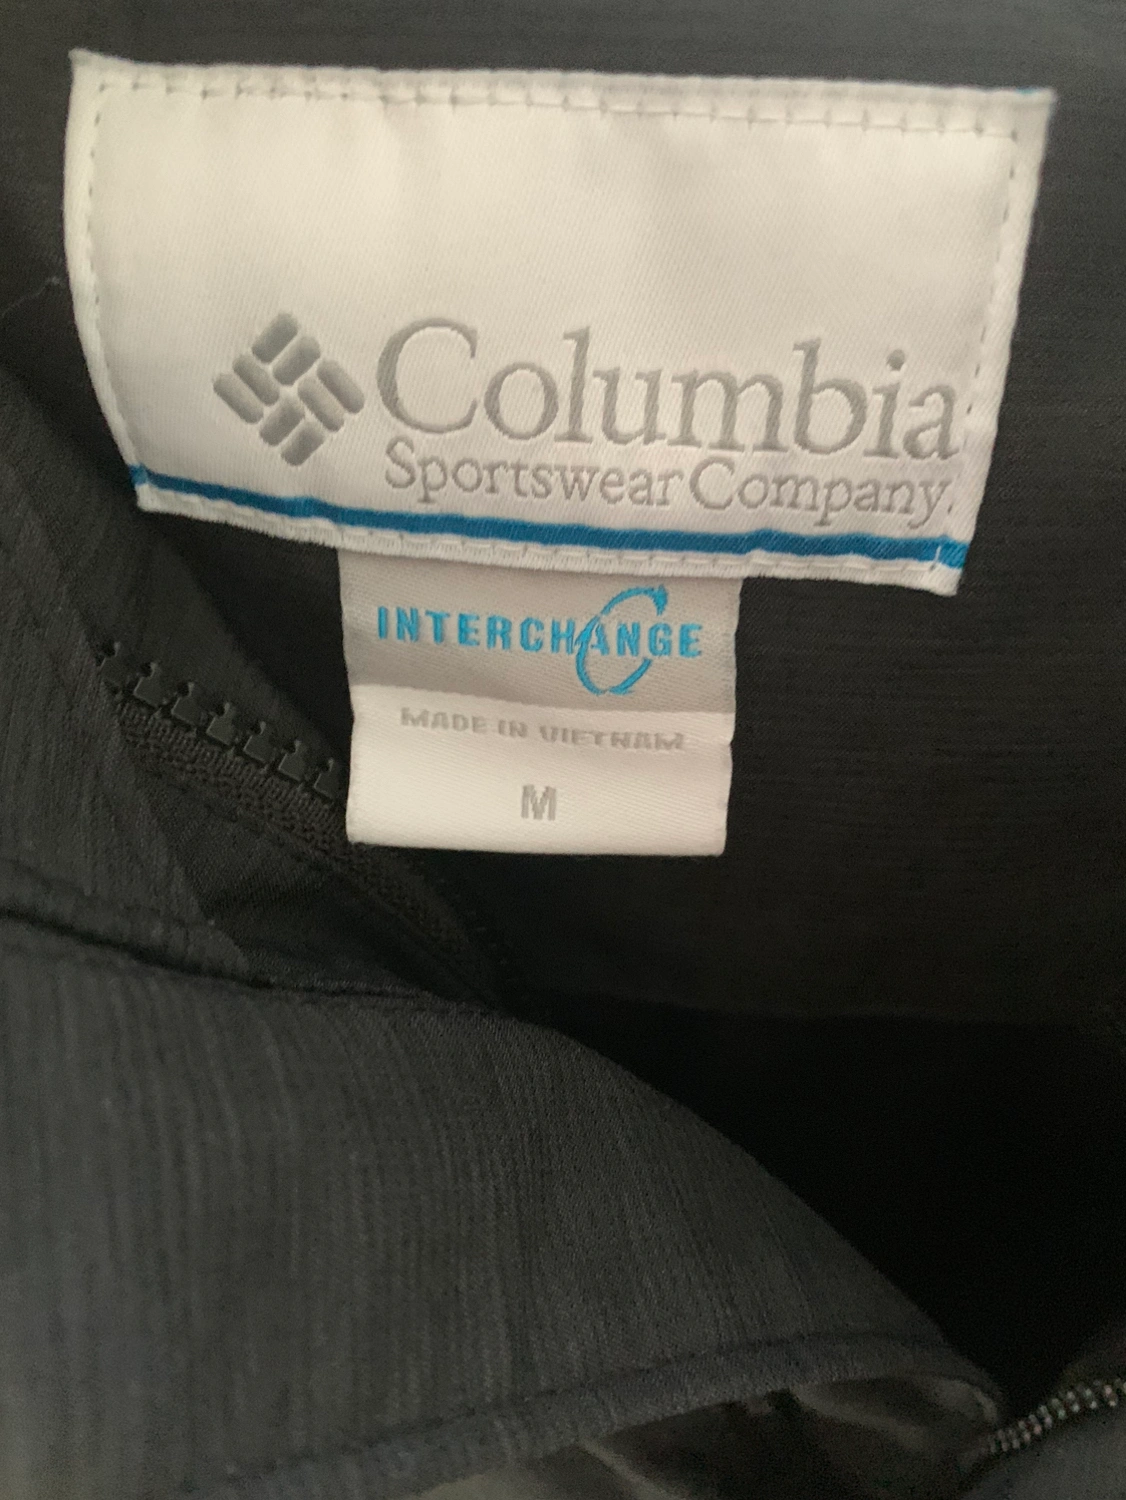 Columbia
Sportswear Company.
INTERCHANGE
MADE IN VIETNAM
M